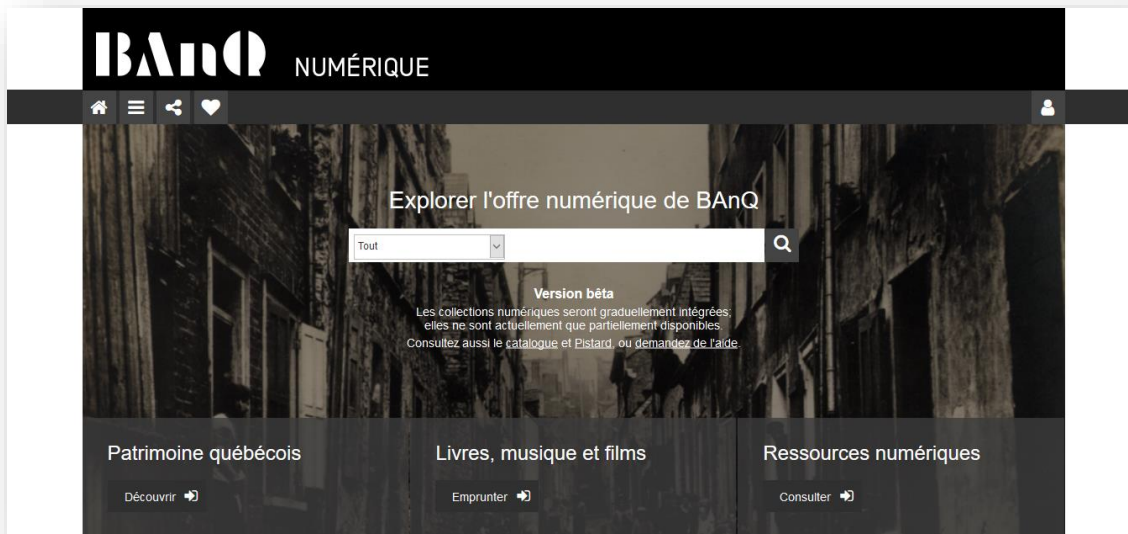 BAnQ NUMÉRIQUE
Explorer l'offre numérique de BAnQ
Tout
Version bêta
Les collections numériques seront graduellement intégrées;
elles ne sont actuellement que partiellement disponibles.
Consultez aussi le catalogue et Pistard, ou demandez de l'aide.
Patrimoine québécois
Découvrir
Livres, musique et films
Emprunter
Ressources numériques
Consulter